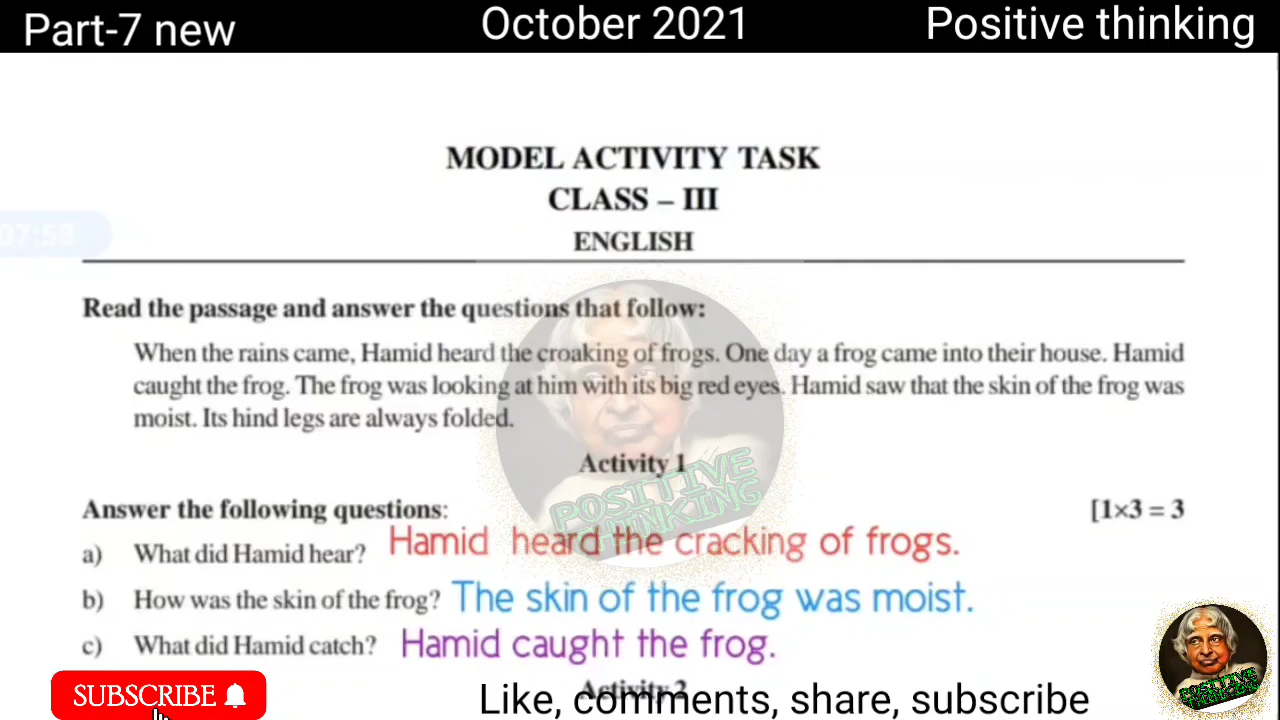 Part-7 new October 2021 Positive thinking
MODEL ACTIVITY TASK
CLASS – III
07:58
ENGLISH
Read the passage and answer the questions that follow:
When the rains came, Hamid heard the croaking of frogs. One day a frog came into their house. Hamid
caught the frog. The frog was looking at him with its big red eyes. Hamid saw that the skin of the frog was
moist. Its hind legs are always folded.
Activity 1
POSITIVE
THINKING
Answer the following questions: [1×3 = 3
a) What did Hamid hear? Hamid heard the cracking of frogs.
b) How was the skin of the frog? The skin of the frog was moist.
c) What did Hamid catch? Hamid caught the frog.
Activity 2
SUBSCRIBE Like, comments, share, subscribe
POSITIVE
THINKING